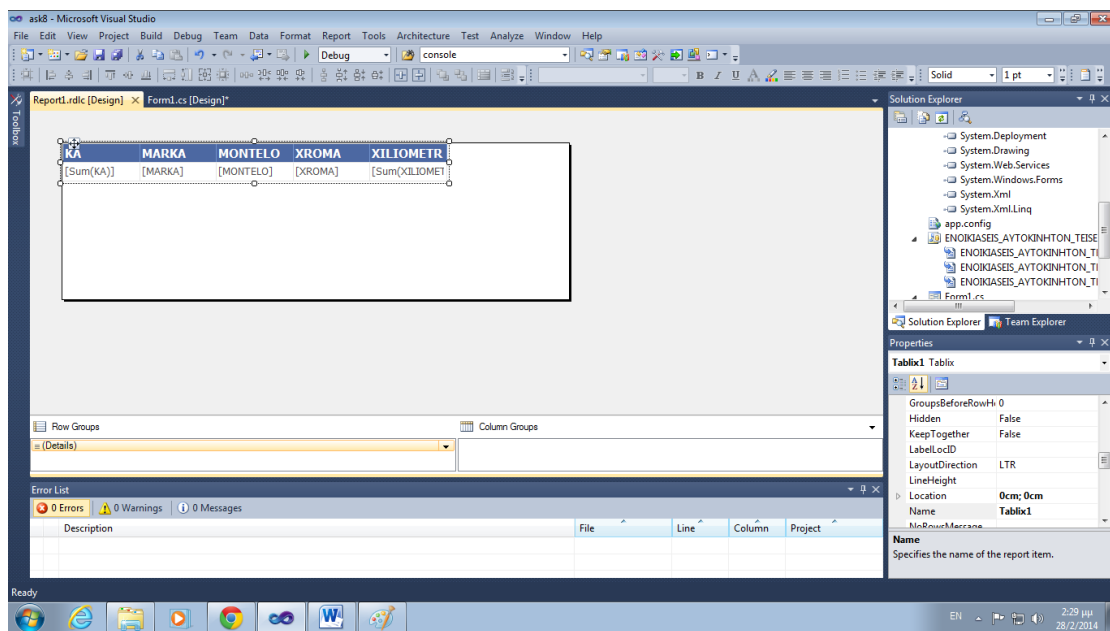 ask8 - Microsoft Visual Studio
File Edit View Project Build Debug Team Data Format Report Tools Architecture Test Analyze Window Help
Debug console
B I U A Solid 1 pt
Toolbox
Report1.rdlc [Design] Form1.cs [Design]*
KA MARKA MONTELO XROMA XILIOMETR
[Sum(KA)] [MARKA] [MONTELO] [XROMA] [Sum(XILIOMET
Row Groups Column Groups
(Details)
Error List
0 Errors 0 Warnings 0 Messages
Description File Line Column Project
Solution Explorer
System.Deployment
System.Drawing
System.Web.Services
System.Windows.Forms
System.Xml
System.Xml.Linq
app.config
ENOIKIASEIS_AYTOKINHTON_TEISE
ENOIKIASEIS_AYTOKINHTON_TI
ENOIKIASEIS_AYTOKINHTON_TI
ENOIKIASEIS_AYTOKINHTON_TI
Form1.cs
Solution Explorer Team Explorer
Properties
Tablix1 Tablix
GroupsBeforeRowH 0
Hidden False
KeepTogether False
LabelLocID
LayoutDirection LTR
LineHeight
Location 0cm; 0cm
Name Tablix1
NoRowsMessage
Name
Specifies the name of the report item.
Ready
EN 2:29 μμ
28/2/2014